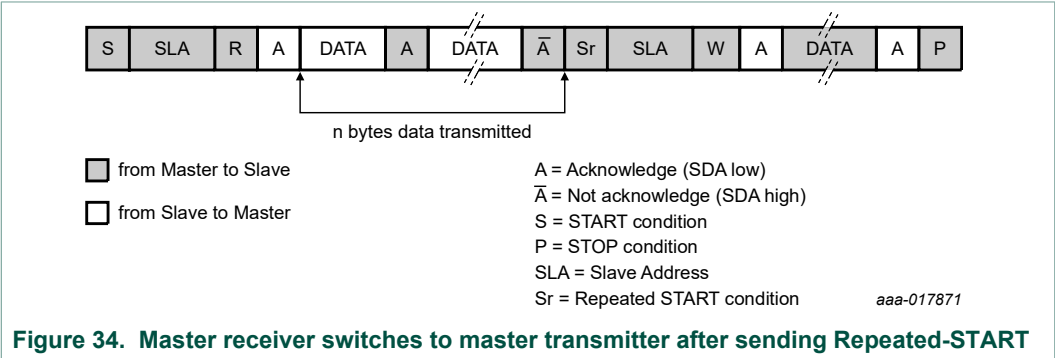 S SLA R A DATA A DATA A̅ Sr SLA W A DATA A P
n bytes data transmitted
from Master to Slave
from Slave to Master
A = Acknowledge (SDA low)
A̅ = Not acknowledge (SDA high)
S = START condition
P = STOP condition
SLA = Slave Address
Sr = Repeated START condition
aaa-017871
Figure 34. Master receiver switches to master transmitter after sending Repeated-START